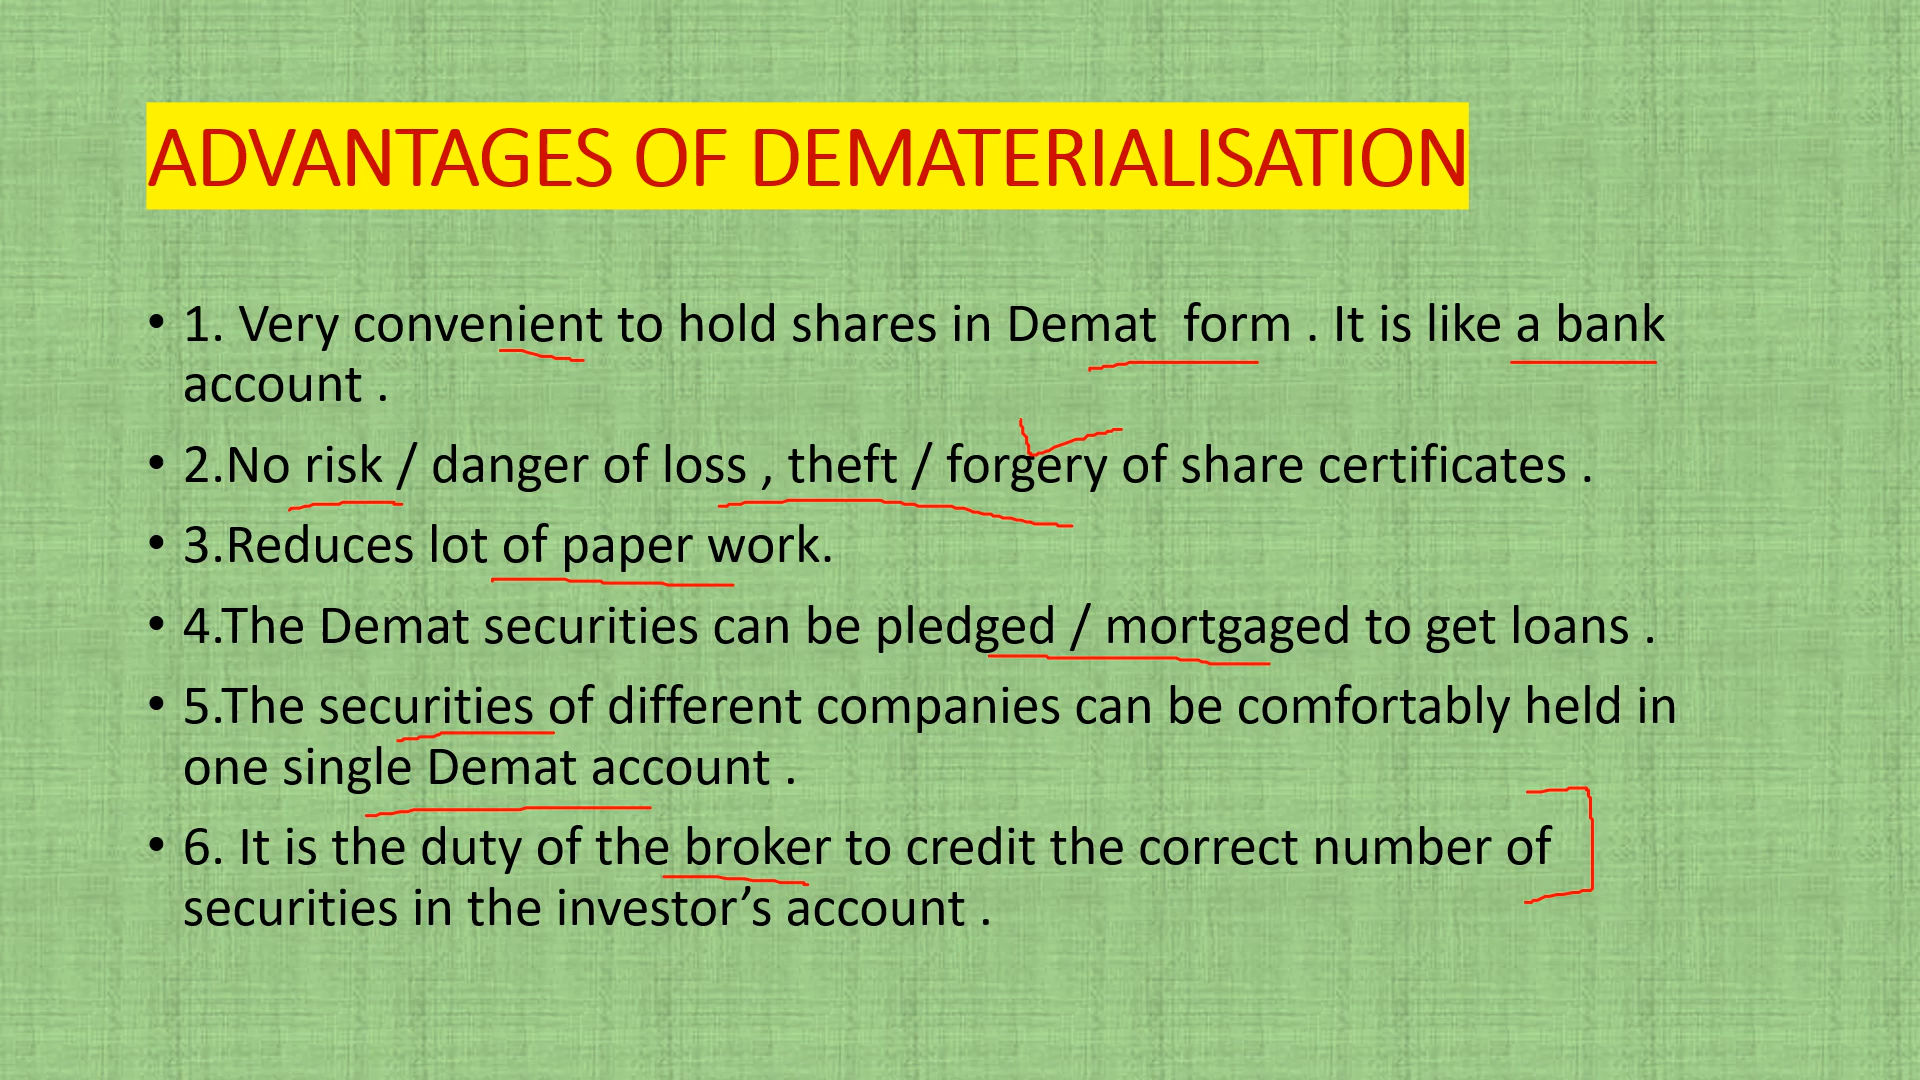 ADVANTAGES OF DEMATERIALISATION
• 1. Very convenient to hold shares in Demat  form . It is like a bank
account .
• 2.No risk / danger of loss , theft / forgery of share certificates .
• 3.Reduces lot of paper work.
• 4.The Demat securities can be pledged / mortgaged to get loans .
• 5.The securities of different companies can be comfortably held in
one single Demat account .
• 6. It is the duty of the broker to credit the correct number of
securities in the investor’s account .